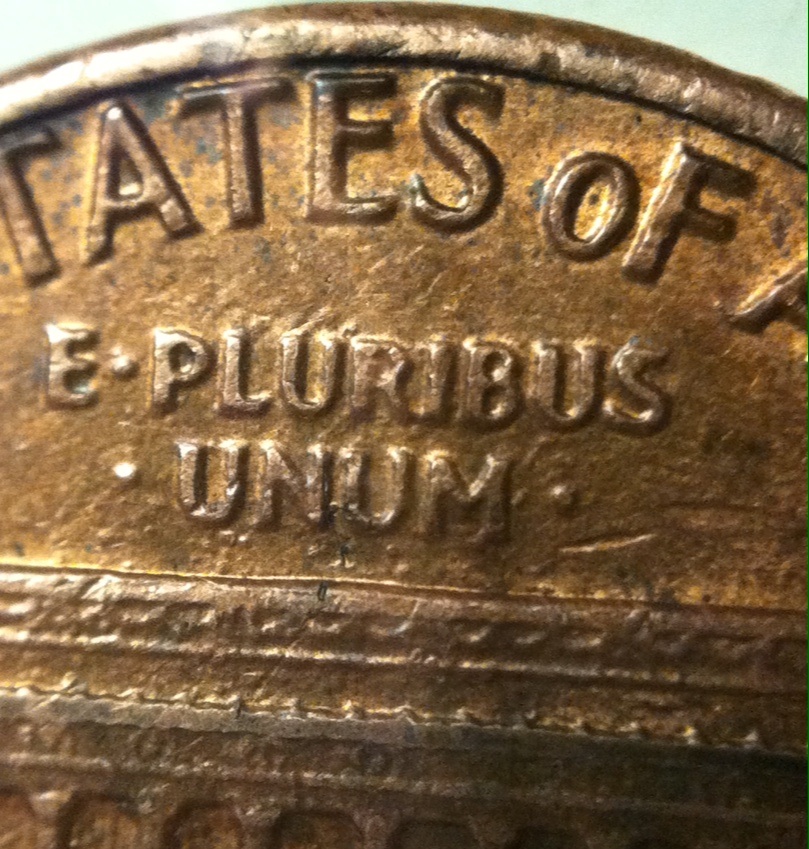 TATES OF A
E·PLURIBUS
·UNUM·